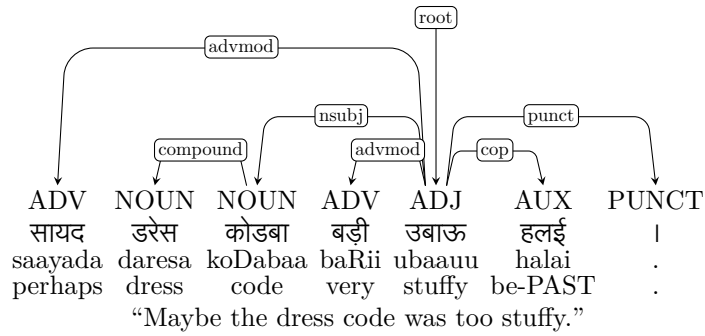 root
advmod
nsubj
punct
compound
advmod
cop
ADV NOUN NOUN ADV ADJ AUX PUNCT
सायद डरेस कोडबा बड़ी उबाऊ हलई ।
saayada daresa koDabaa baRii ubaauu halai .
perhaps dress code very stuffy be-PAST .
“Maybe the dress code was too stuffy.”